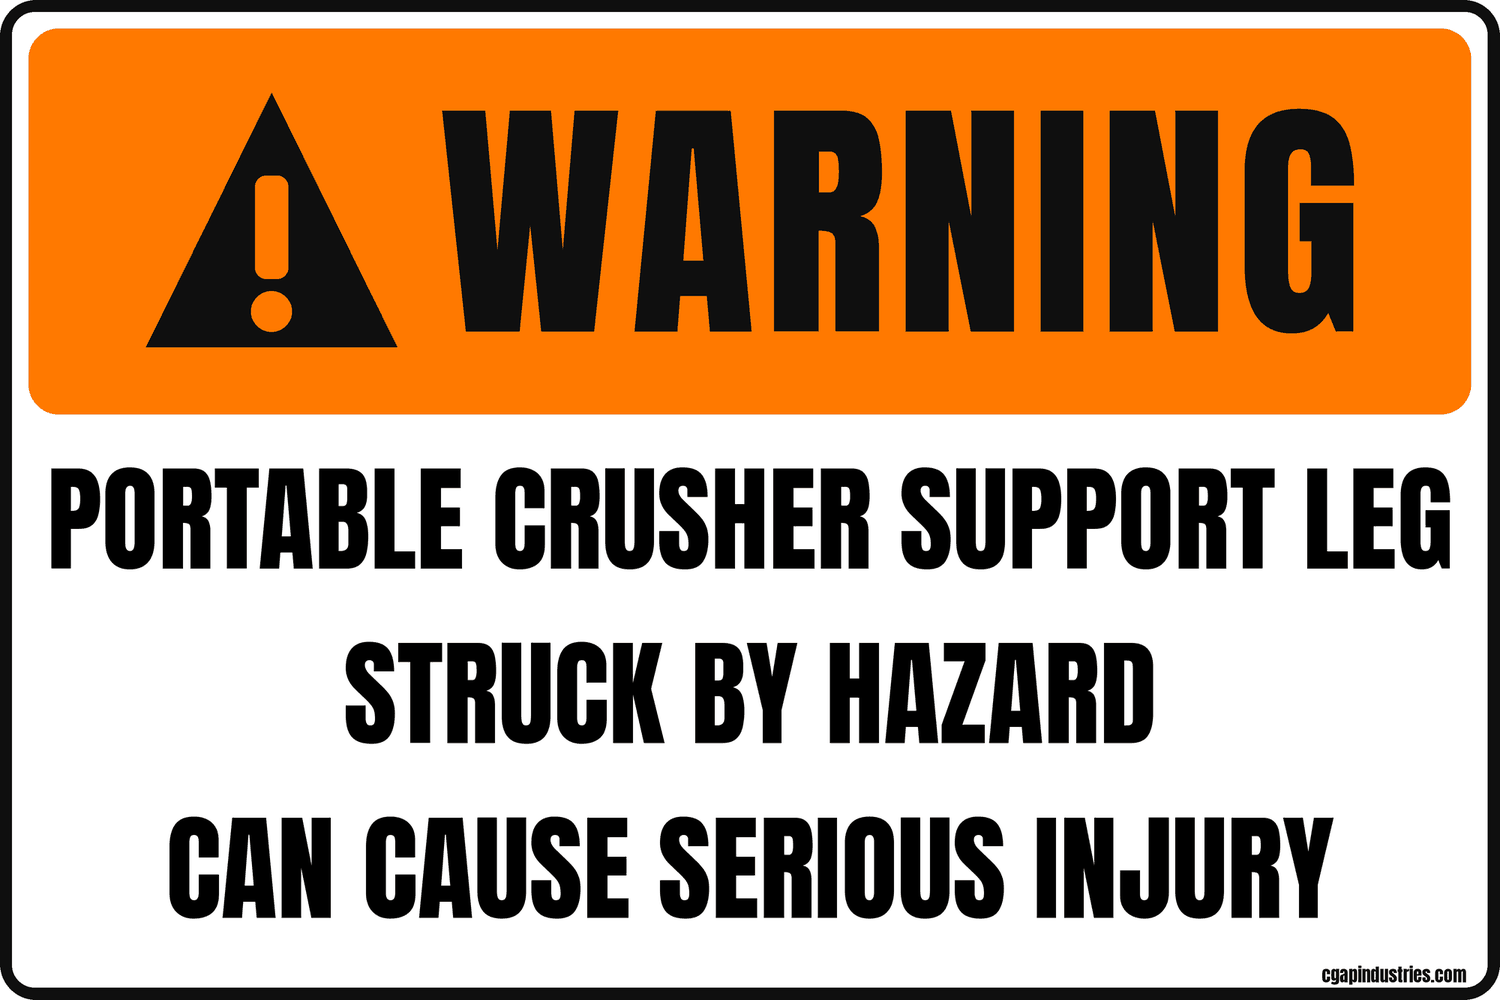 WARNING
PORTABLE CRUSHER SUPPORT LEG
STRUCK BY HAZARD
CAN CAUSE SERIOUS INJURY
cgapindustries.com